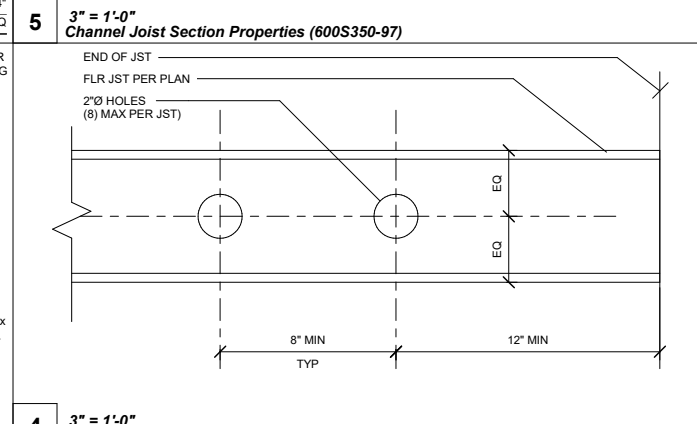 5
3" = 1'-0"
Channel Joist Section Properties (600S350-97)
R
G
END OF JST
FLR JST PER PLAN
2"Ø HOLES
(8) MAX PER JST)
EQ
EQ
x
8" MIN
12" MIN
TYP
3" = 1'-0"